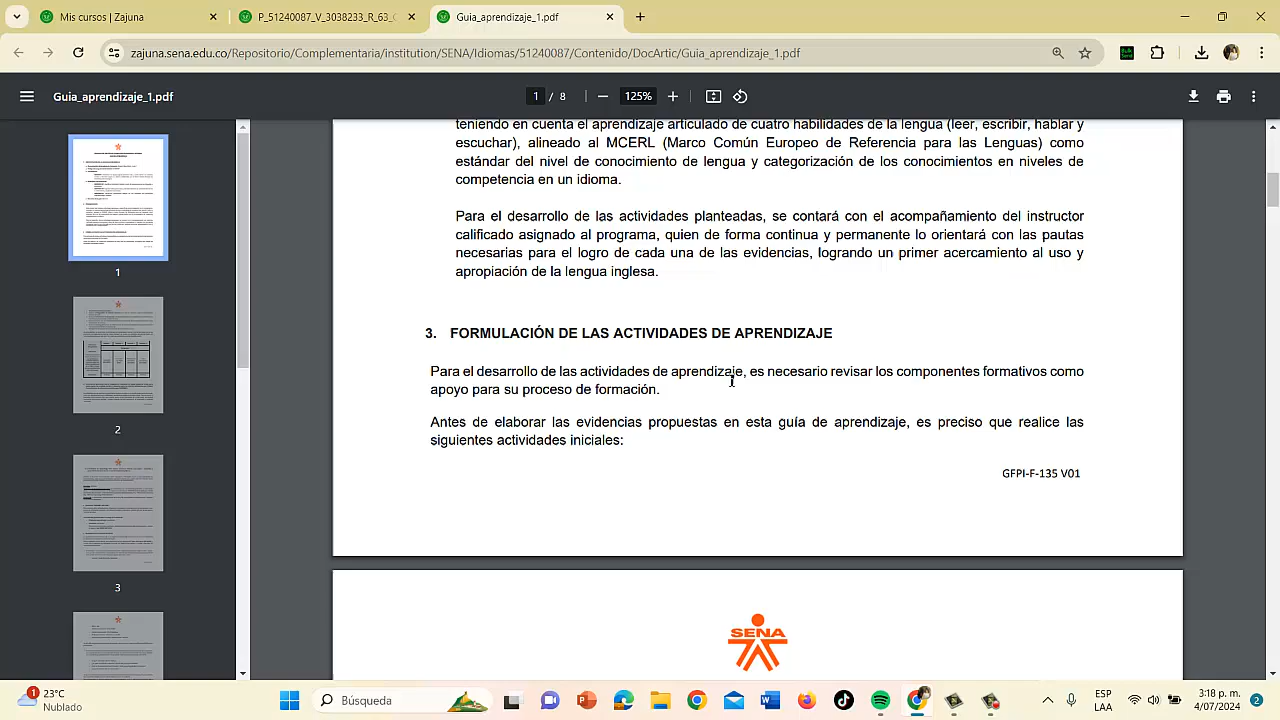 Mis cursos | Zajuna
P_51240087_V_3038233_R_63_
Guia_aprendizaje_1.pdf
zajuna.sena.edu.co/Repositorio/Complementaria/institution/SENA/Idiomas/51240087/Contenido/DocArtic/Guia_aprendizaje_1.pdf
Guia_aprendizaje_1.pdf
1 / 8
125%
teniendo en cuenta el aprendizaje articulado de cuatro habilidades de la lengua (leer, escribir, hablar y
escuchar), alineado al MCERL (Marco Común Europeo de Referencia para las Lenguas) como
estándar decisivo de conocimiento de lengua y categorización de los conocimientos en niveles de
competencia en un idioma.
Para el desarrollo de las actividades planteadas, se contará con el acompañamiento del instructor
calificado asignado al programa, quien de forma continua y permanente lo orientará con las pautas
necesarias para el logro de cada una de las evidencias, logrando un primer acercamiento al uso y
apropiación de la lengua inglesa.
3. FORMULACIÓN DE LAS ACTIVIDADES DE APRENDIZAJE
Para el desarrollo de las actividades de aprendizaje, es necesario revisar los componentes formativos como
apoyo para su proceso de formación.
Antes de elaborar las evidencias propuestas en esta guía de aprendizaje, es preciso que realice las
siguientes actividades iniciales:
GFPI-F-135 V01
SENA
1
2
3
23°C
Nublado
Búsqueda
ESP
LAA
3:18 p. m.
4/07/2024
2